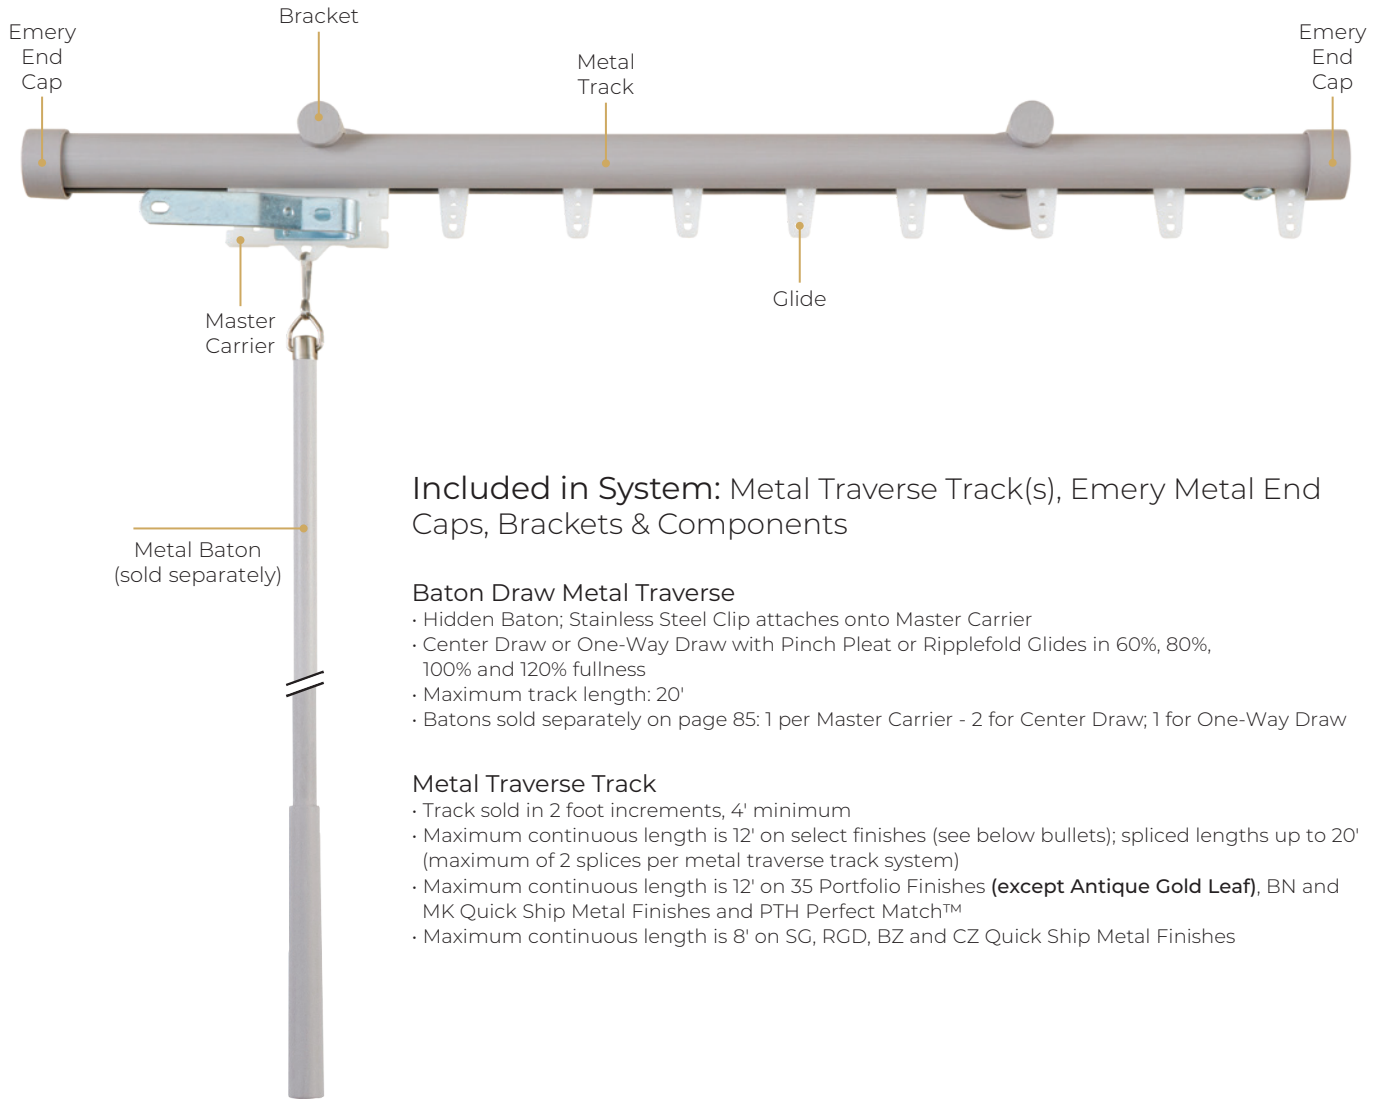 Bracket
Emery
End
Cap
Metal
Track
Emery
End
Cap
Glide
Master
Carrier
Metal Baton
(sold separately)
Included in System: Metal Traverse Track(s), Emery Metal End
Caps, Brackets & Components
Baton Draw Metal Traverse
• Hidden Baton; Stainless Steel Clip attaches onto Master Carrier
• Center Draw or One-Way Draw with Pinch Pleat or Ripplefold Glides in 60%, 80%,
100% and 120% fullness
• Maximum track length: 20'
• Batons sold separately on page 85: 1 per Master Carrier - 2 for Center Draw; 1 for One-Way Draw
Metal Traverse Track
• Track sold in 2 foot increments, 4' minimum
• Maximum continuous length is 12' on select finishes (see below bullets); spliced lengths up to 20'
(maximum of 2 splices per metal traverse track system)
• Maximum continuous length is 12' on 35 Portfolio Finishes (except Antique Gold Leaf), BN and
MK Quick Ship Metal Finishes and PTH Perfect Match™
• Maximum continuous length is 8' on SG, RGD, BZ and CZ Quick Ship Metal Finishes